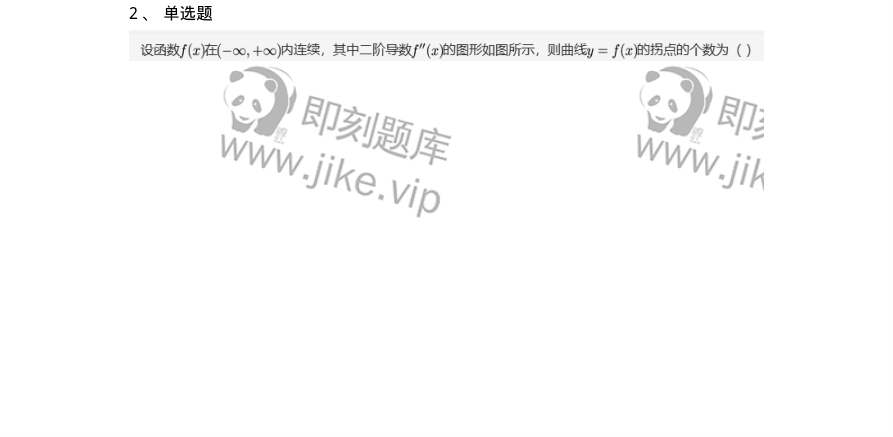 2 、 单选题
设函数f(x)在(−∞, +∞)内连续，其中二阶导数f″(x)的图形如图所示，则曲线y = f(x)的拐点的个数为（ ）
即刻题库
www.jike.vip
即
www.jik